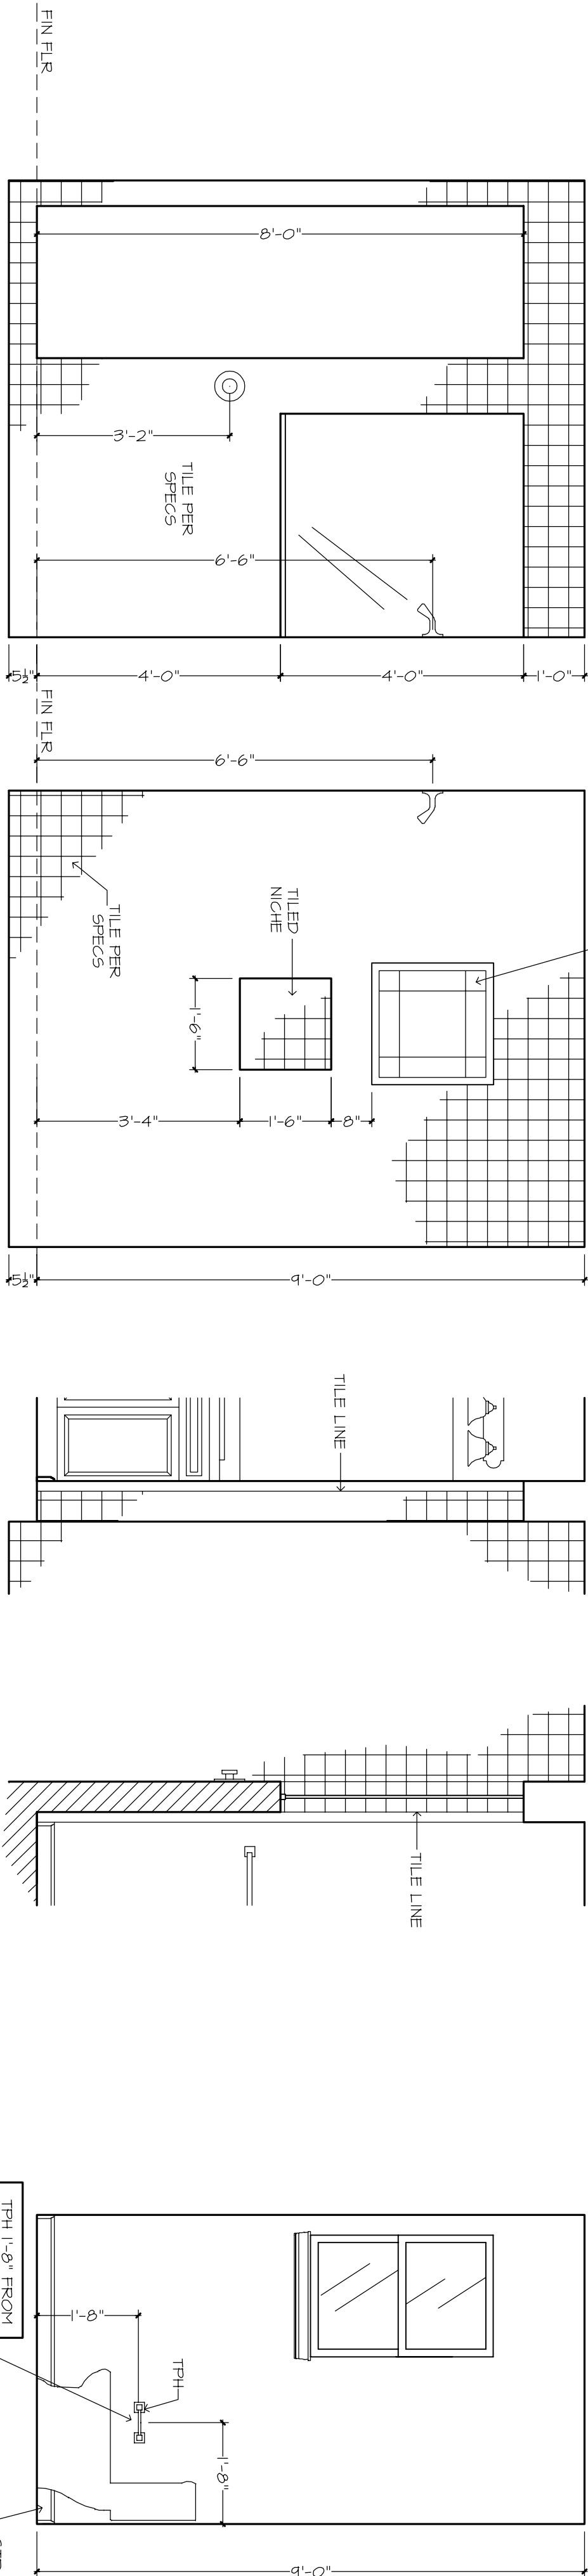 FIN FLR
8'-0"
3'-2"
TILE PER
SPECS
6'-6"
5½"
4'-0"
4'-0"
1'-0"
FIN FLR
6'-6"
TILE PER
SPECS
TILED
NICHE
1'-6"
3'-4"
1'-6"
8"
5½"
9'-0"
TILE LINE
TILE LINE
TPH 1'-8" FROM
1'-8"
TPH
1'-8"
9'-0"